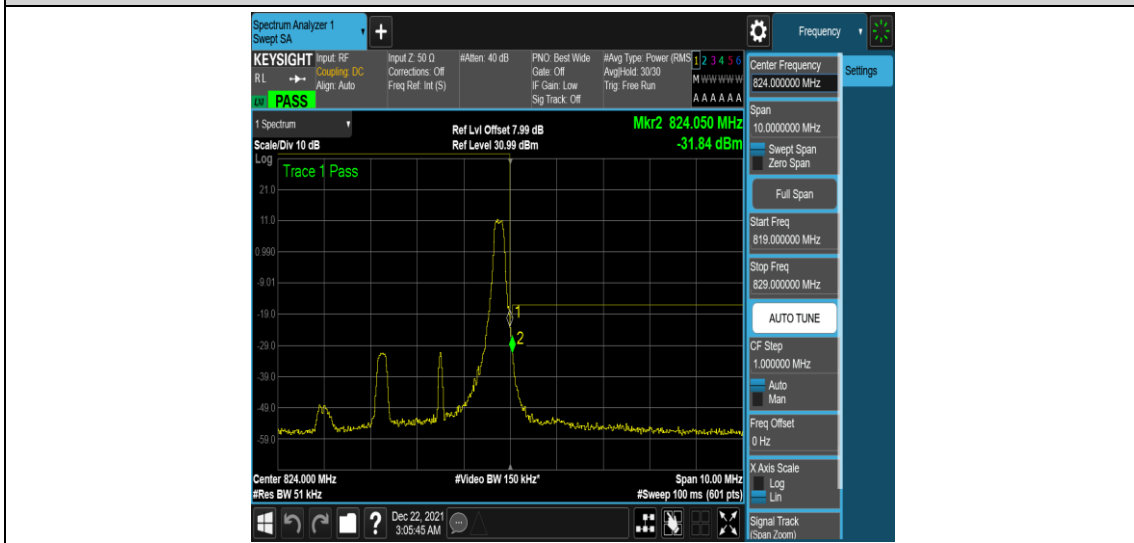 Spectrum Analyzer 1
Swept SA
+
Frequency
KEYSIGHT Input: RF Input Z: 50 Ω #Atten: 40 dB PNO: Best Wide #Avg Type: Power (RMS 1 2 3 4 5 6
RL Coupling: DC Corrections: Off Gate: Off Avg|Hold: 30/30 M W W W W W
Align: Auto Freq Ref: Int (S) IF Gain: Low Trig: Free Run
PASS Sig Track: Off A A A A A A
1 Spectrum
Scale/Div 10 dB
Ref Lvl Offset 7.99 dB
Ref Level 30.99 dBm
Mkr2 824.050 MHz
-31.84 dBm
Log
Trace 1 Pass
21.0
11.0
0.990
-9.01
-19.0
-29.0
-39.0
-49.0
-59.0
1
2
Center 824.000 MHz #Video BW 150 kHz* Span 10.00 MHz
#Res BW 51 kHz #Sweep 100 ms (601 pts)
? Dec 22, 2021
3:05:45 AM
Center Frequency
824.000000 MHz
Settings
Span
10.0000000 MHz
Swept Span
Zero Span
Full Span
Start Freq
819.000000 MHz
Stop Freq
829.000000 MHz
AUTO TUNE
CF Step
1.000000 MHz
Auto
Man
Freq Offset
0 Hz
X Axis Scale
Log
Lin
Signal Track
(Span Zoom)